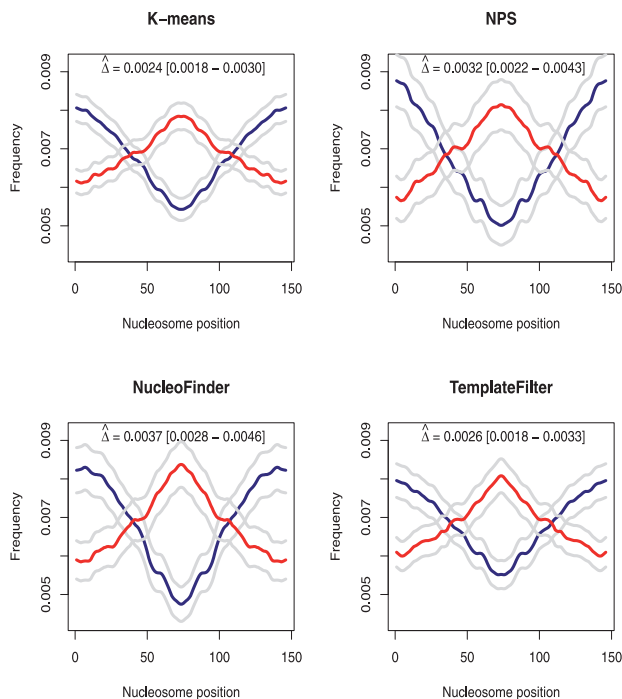 K−means
NPS
Δ̂ = 0.0024 [0.0018 − 0.0030]
Δ̂ = 0.0032 [0.0022 − 0.0043]
Frequency
0.009
0.007
0.005
Frequency
0.009
0.007
0.005
0 50 100 150
0 50 100 150
Nucleosome position
Nucleosome position
NucleoFinder
TemplateFilter
Δ̂ = 0.0037 [0.0028 − 0.0046]
Δ̂ = 0.0026 [0.0018 − 0.0033]
Frequency
0.009
0.007
0.005
Frequency
0.009
0.007
0.005
0 50 100 150
0 50 100 150
Nucleosome position
Nucleosome position